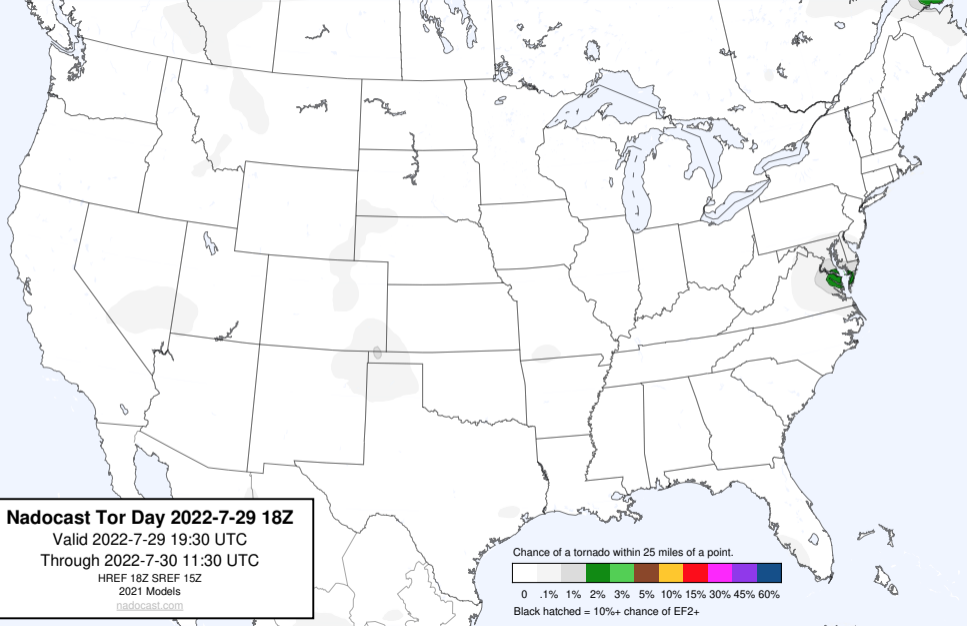 Nadocast Tor Day 2022-7-29 18Z
Valid 2022-7-29 19:30 UTC
Through 2022-7-30 11:30 UTC
HREF 18Z SREF 15Z
2021 Models
nadocast.com
Chance of a tornado within 25 miles of a point.
0 .1% 1% 2% 3% 5% 10% 15% 30% 45% 60%
Black hatched = 10%+ chance of EF2+